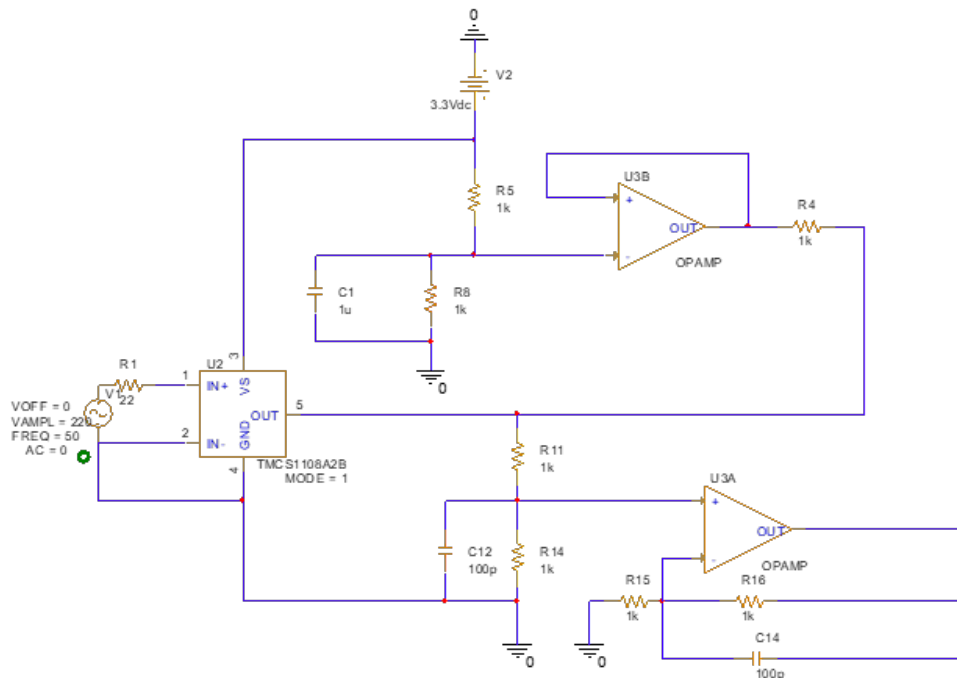 0
V2
3.3Vdc
R5
1k
U3B
+
OUT
-
OPAMP
R4
1k
C1
1u
R8
1k
0
R1
22
V1
VOFF = 0
VAMPL = 220
FREQ = 50
AC = 0
U2
1
IN+
3
VS
OUT
5
2
IN-
GND
4
TMCS1108A2B
MODE = 1
R11
1k
C12
100p
R14
1k
0
U3A
+
OUT
-
OPAMP
R15
1k
R16
1k
0
C14
100p